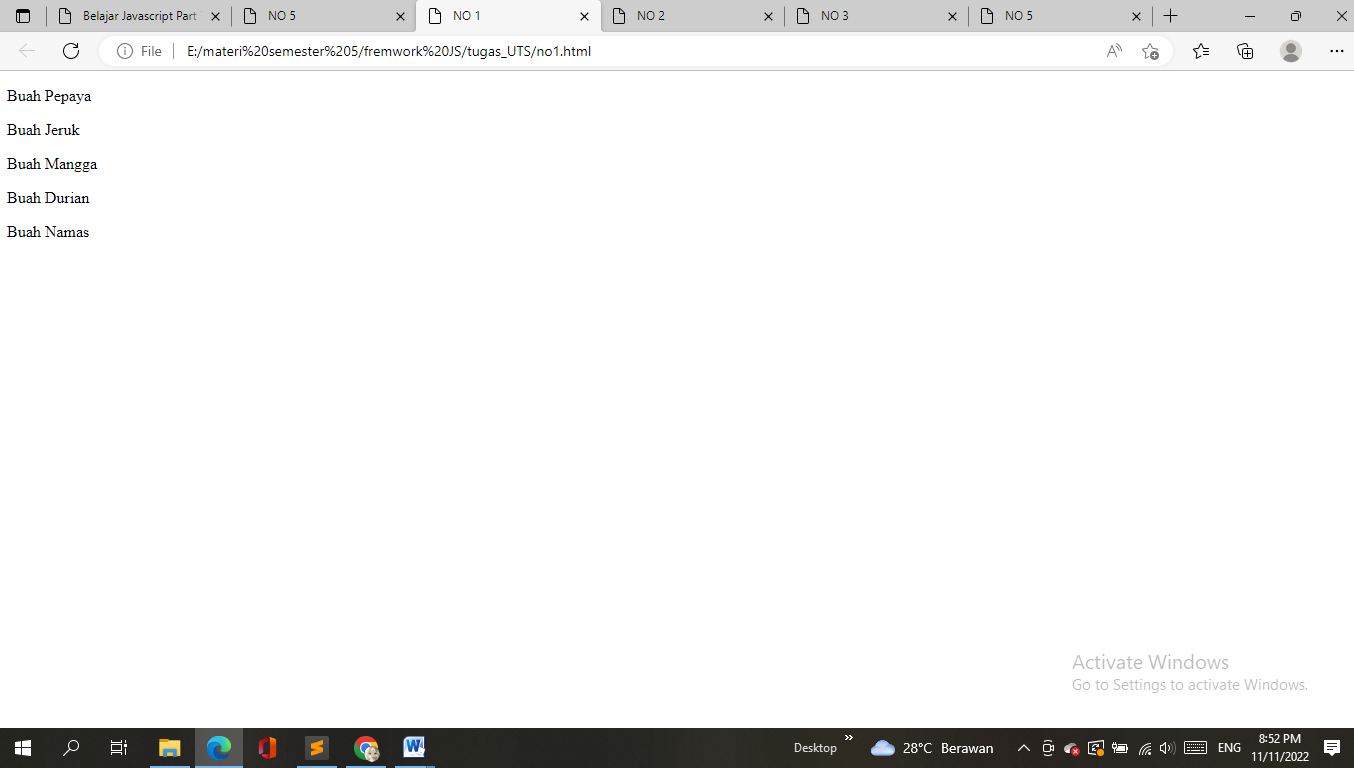 Belajar Javascript Part
NO 5
NO 1
NO 2
NO 3
NO 5
File
E:/materi%20semester%205/fremwork%20JS/tugas_UTS/no1.html
Buah Pepaya
Buah Jeruk
Buah Mangga
Buah Durian
Buah Namas
Activate Windows
Go to Settings to activate Windows.
Desktop
28°C Berawan
ENG
8:52 PM
11/11/2022